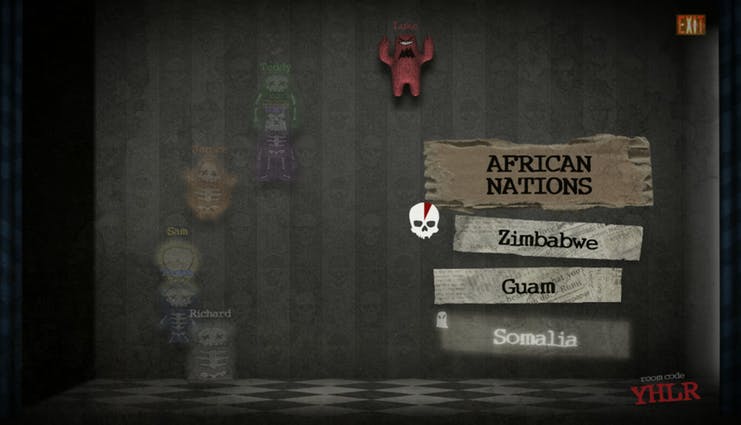 EXIT
Luke
Teddy
AFRICAN
NATIONS
Sam
Zimbabwe
Guam
Richard
Somalia
room code
YHLR